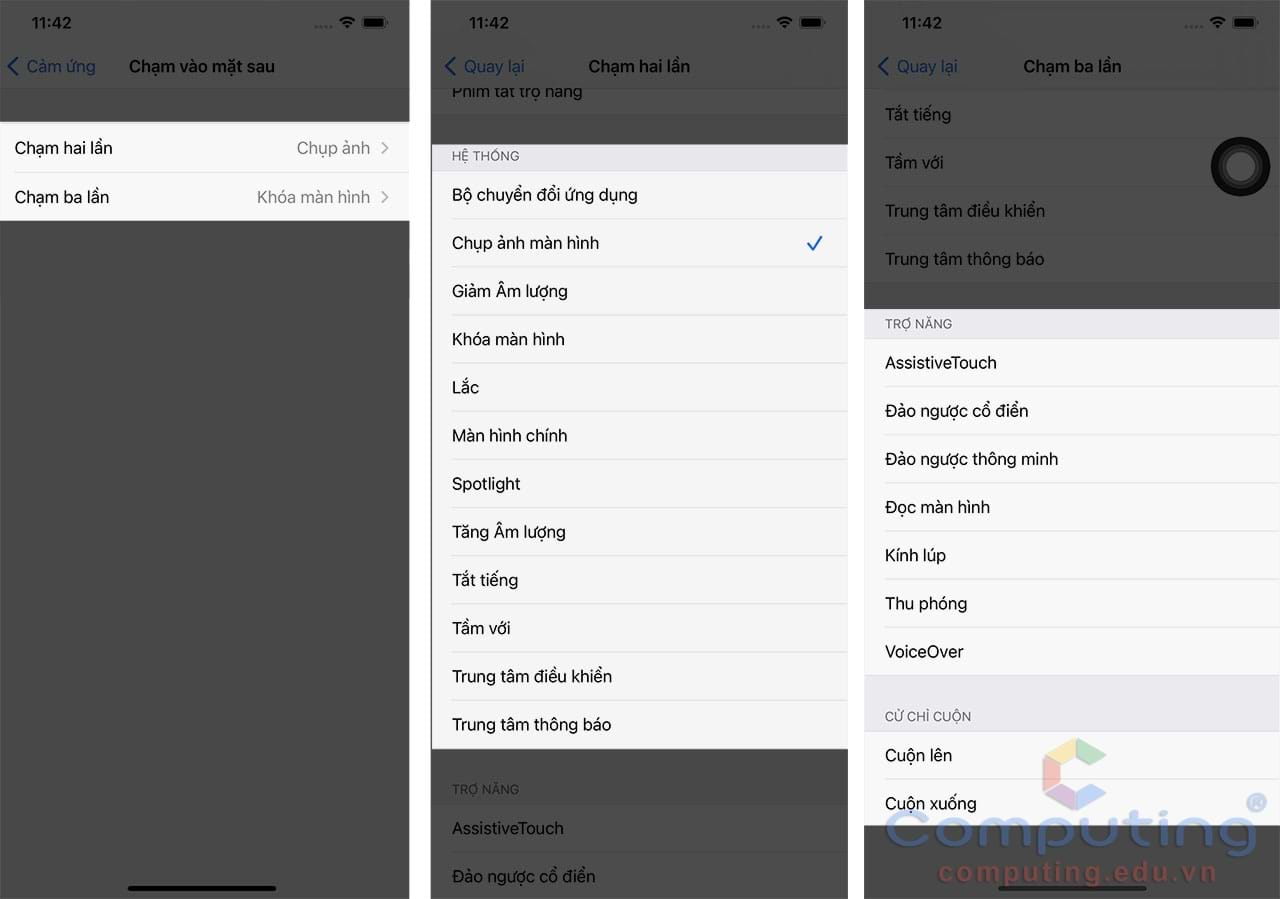 11:42
Cảm ứng
Chạm vào mặt sau
Chạm hai lần
Chụp ảnh
Chạm ba lần
Khóa màn hình
11:42
Quay lại
Chạm hai lần
Phím tắt trợ năng
HỆ THỐNG
Bộ chuyển đổi ứng dụng
Chụp ảnh màn hình
Giảm Âm lượng
Khóa màn hình
Lắc
Màn hình chính
Spotlight
Tăng Âm lượng
Tắt tiếng
Tầm với
Trung tâm điều khiển
Trung tâm thông báo
TRỢ NĂNG
AssistiveTouch
Đảo ngược cổ điển
11:42
Quay lại
Chạm ba lần
Tắt tiếng
Tầm với
Trung tâm điều khiển
Trung tâm thông báo
TRỢ NĂNG
AssistiveTouch
Đảo ngược cổ điển
Đảo ngược thông minh
Đọc màn hình
Kính lúp
Thu phóng
VoiceOver
CỬ CHỈ CUỘN
Cuộn lên
Cuộn xuống
Computing®
computing.edu.vn